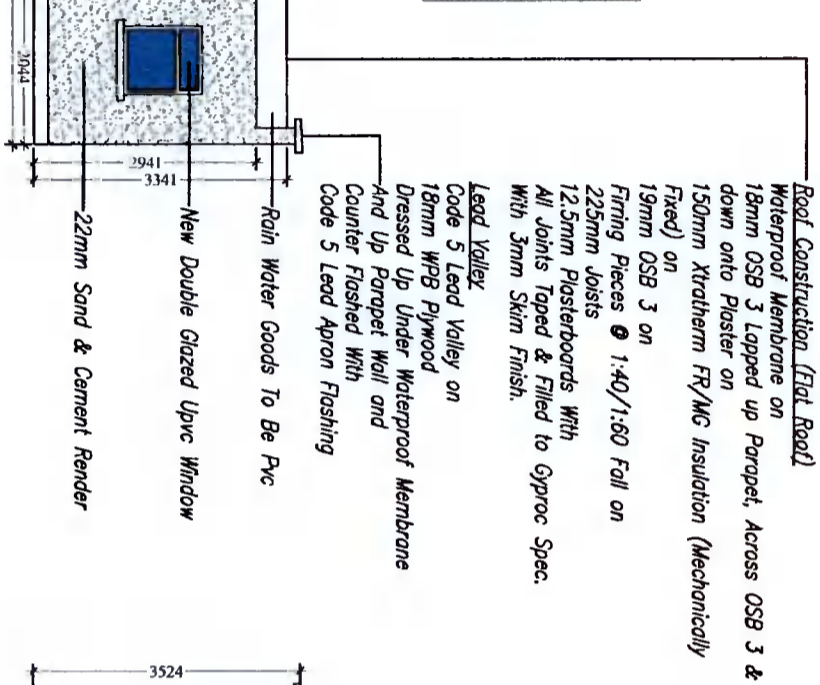 Roof Construction (Flat Roof)
Waterproof Membrane on
18mm OSB 3 Lapped up Parapet, Across OSB 3 &
down onto Plaster on
150mm Xtratherm FR/MG Insulation (Mechanically
Fixed) on
19mm OSB 3 on
Firring Pieces @ 1:40/1:60 Fall on
225mm Joists
12.5mm Plasterboards With
All Joints Taped & Filled to Gyproc Spec.
With 3mm Skim Finish.
Lead Valley
Code 5 Lead Valley on
18mm WPB Plywood
Dressed Up Under Waterproof Membrane
And Up Parapet Wall and
Counter Flashed With
Code 5 Lead Apron Flashing
Rain Water Goods To Be Pvc
New Double Glazed Upvc Window
22mm Sand & Cement Render
2044
2941
3341
3524